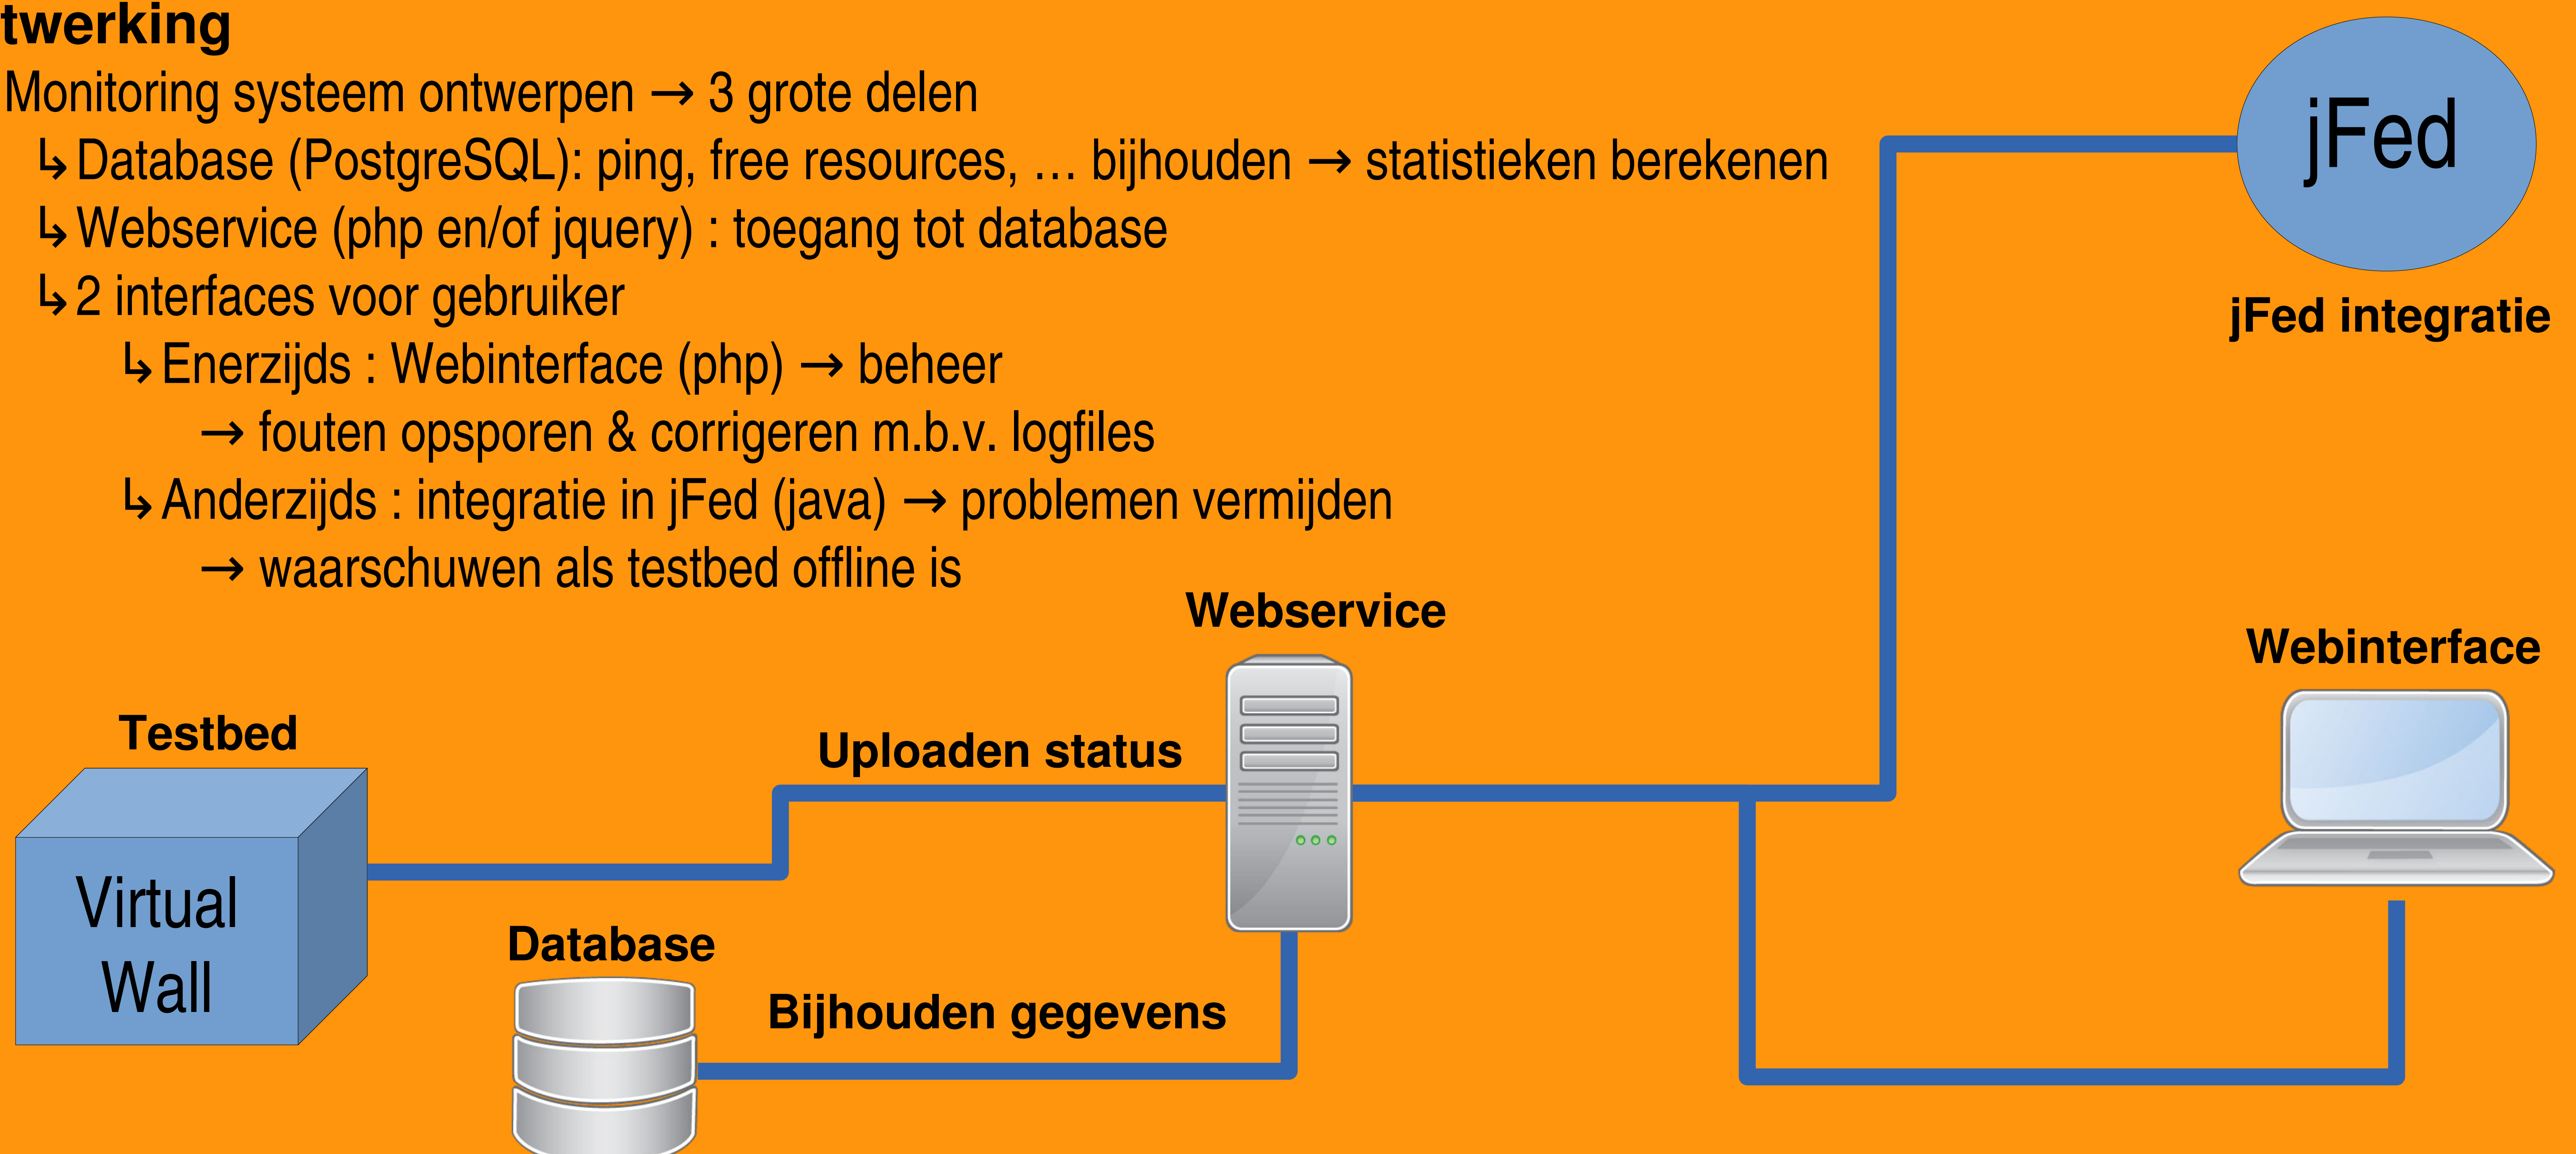 twerking
Monitoring systeem ontwerpen → 3 grote delen
↳Database (PostgreSQL): ping, free resources, … bijhouden → statistieken berekenen
↳Webservice (php en/of jquery) : toegang tot database
↳2 interfaces voor gebruiker
↳Enerzijds : Webinterface (php) → beheer
→ fouten opsporen & corrigeren m.b.v. logfiles
↳Anderzijds : integratie in jFed (java) → problemen vermijden
→ waarschuwen als testbed offline is
jFed
jFed integratie
Webservice
Webinterface
Testbed
Uploaden status
Virtual
Wall
Database
Bijhouden gegevens